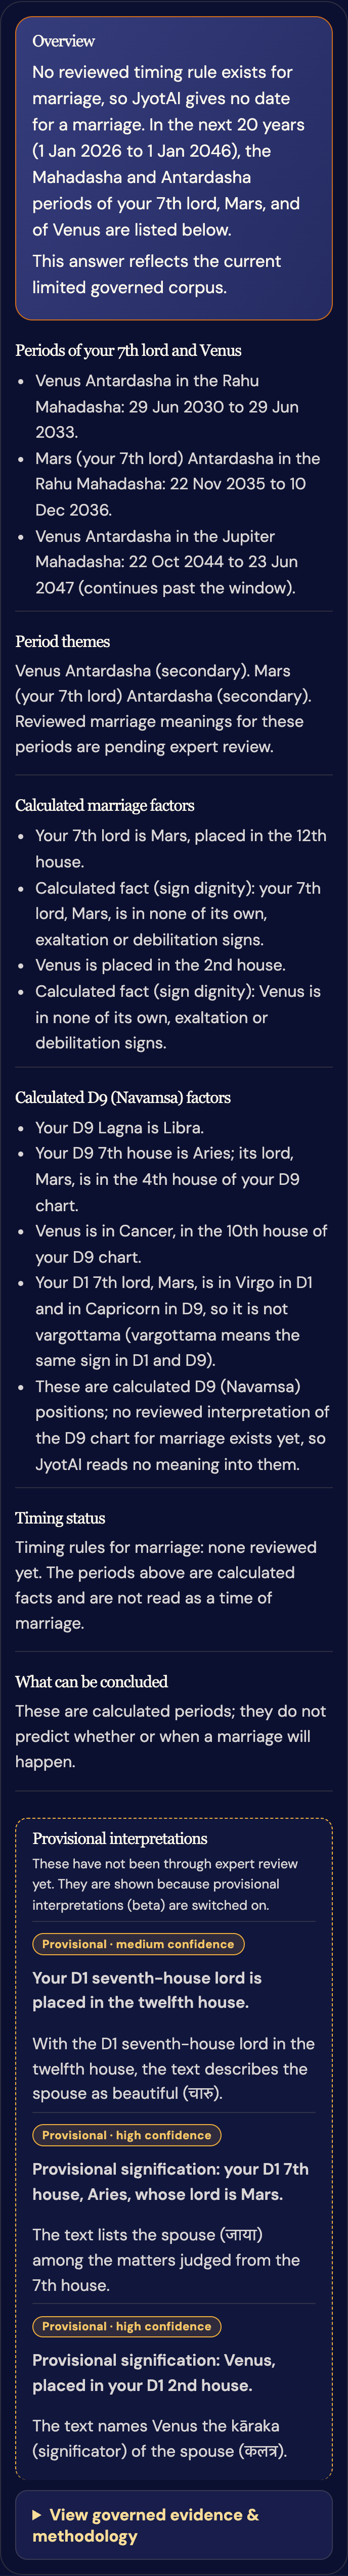 Overview
No reviewed timing rule exists for
marriage, so JyotAI gives no date
for a marriage. In the next 20 years
(1 Jan 2026 to 1 Jan 2046), the
Mahadasha and Antardasha
periods of your 7th lord, Mars, and
of Venus are listed below.
This answer reflects the current
limited governed corpus.
Periods of your 7th lord and Venus
• Venus Antardasha in the Rahu
Mahadasha: 29 Jun 2030 to 29 Jun
2033.
• Mars (your 7th lord) Antardasha in the
Rahu Mahadasha: 22 Nov 2035 to 10
Dec 2036.
• Venus Antardasha in the Jupiter
Mahadasha: 22 Oct 2044 to 23 Jun
2047 (continues past the window).
Period themes
Venus Antardasha (secondary). Mars
(your 7th lord) Antardasha (secondary).
Reviewed marriage meanings for these
periods are pending expert review.
Calculated marriage factors
• Your 7th lord is Mars, placed in the 12th
house.
• Calculated fact (sign dignity): your 7th
lord, Mars, is in none of its own,
exaltation or debilitation signs.
• Venus is placed in the 2nd house.
• Calculated fact (sign dignity): Venus is
in none of its own, exaltation or
debilitation signs.
Calculated D9 (Navamsa) factors
• Your D9 Lagna is Libra.
• Your D9 7th house is Aries; its lord,
Mars, is in the 4th house of your D9
chart.
• Venus is in Cancer, in the 10th house of
your D9 chart.
• Your D1 7th lord, Mars, is in Virgo in D1
and in Capricorn in D9, so it is not
vargottama (vargottama means the
same sign in D1 and D9).
• These are calculated D9 (Navamsa)
positions; no reviewed interpretation of
the D9 chart for marriage exists yet, so
JyotAI reads no meaning into them.
Timing status
Timing rules for marriage: none reviewed
yet. The periods above are calculated
facts and are not read as a time of
marriage.
What can be concluded
These are calculated periods; they do not
predict whether or when a marriage will
happen.
Provisional interpretations
These have not been through expert review
yet. They are shown because provisional
interpretations (beta) are switched on.
Provisional · medium confidence
Your D1 seventh-house lord is
placed in the twelfth house.
With the D1 seventh-house lord in the
twelfth house, the text describes the
spouse as beautiful (चारु).
Provisional · high confidence
Provisional signification: your D1 7th
house, Aries, whose lord is Mars.
The text lists the spouse (जाया)
among the matters judged from the
7th house.
Provisional · high confidence
Provisional signification: Venus,
placed in your D1 2nd house.
The text names Venus the kāraka
(significator) of the spouse (कलत्र).
▶ View governed evidence &
methodology